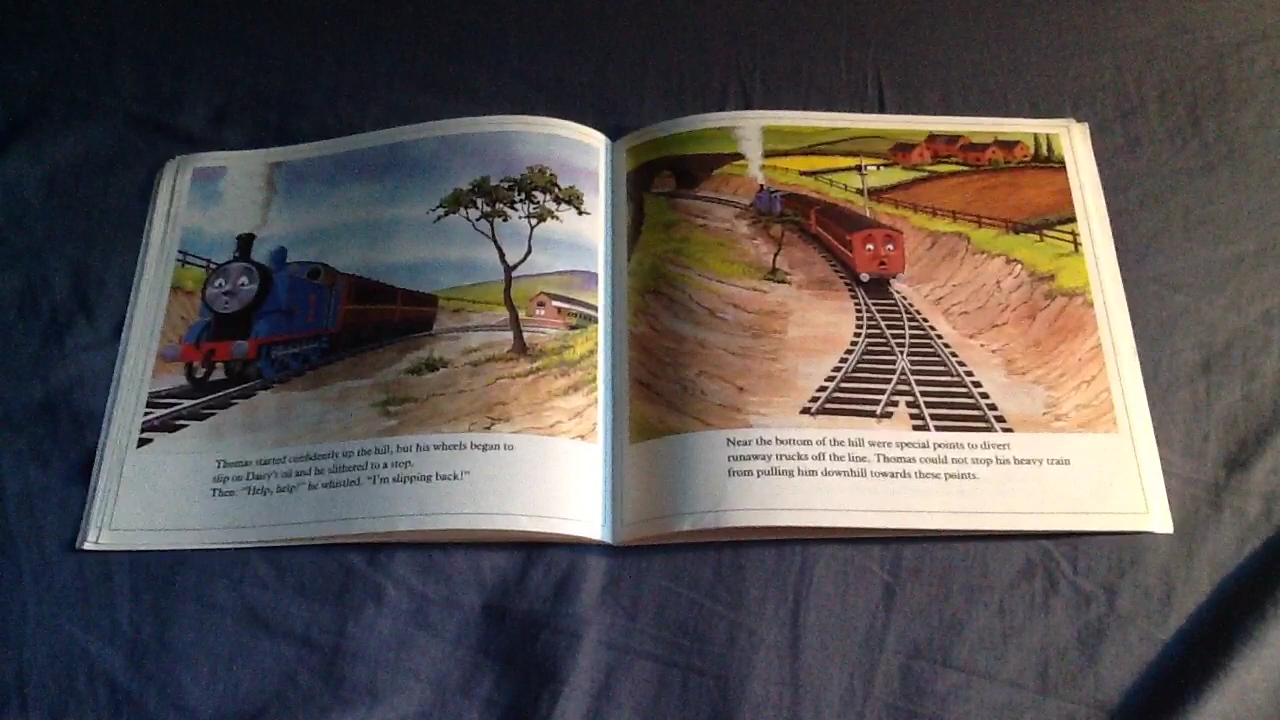 Thomas started confidently up the hill, but his wheels began to
slip on Daisy's oil and he slithered to a stop.
Then: "Help, help!" he whistled. "I'm slipping back!"
Near the bottom of the hill were special points to divert
runaway trucks off the line. Thomas could not stop his heavy train
from pulling him downhill towards these points.